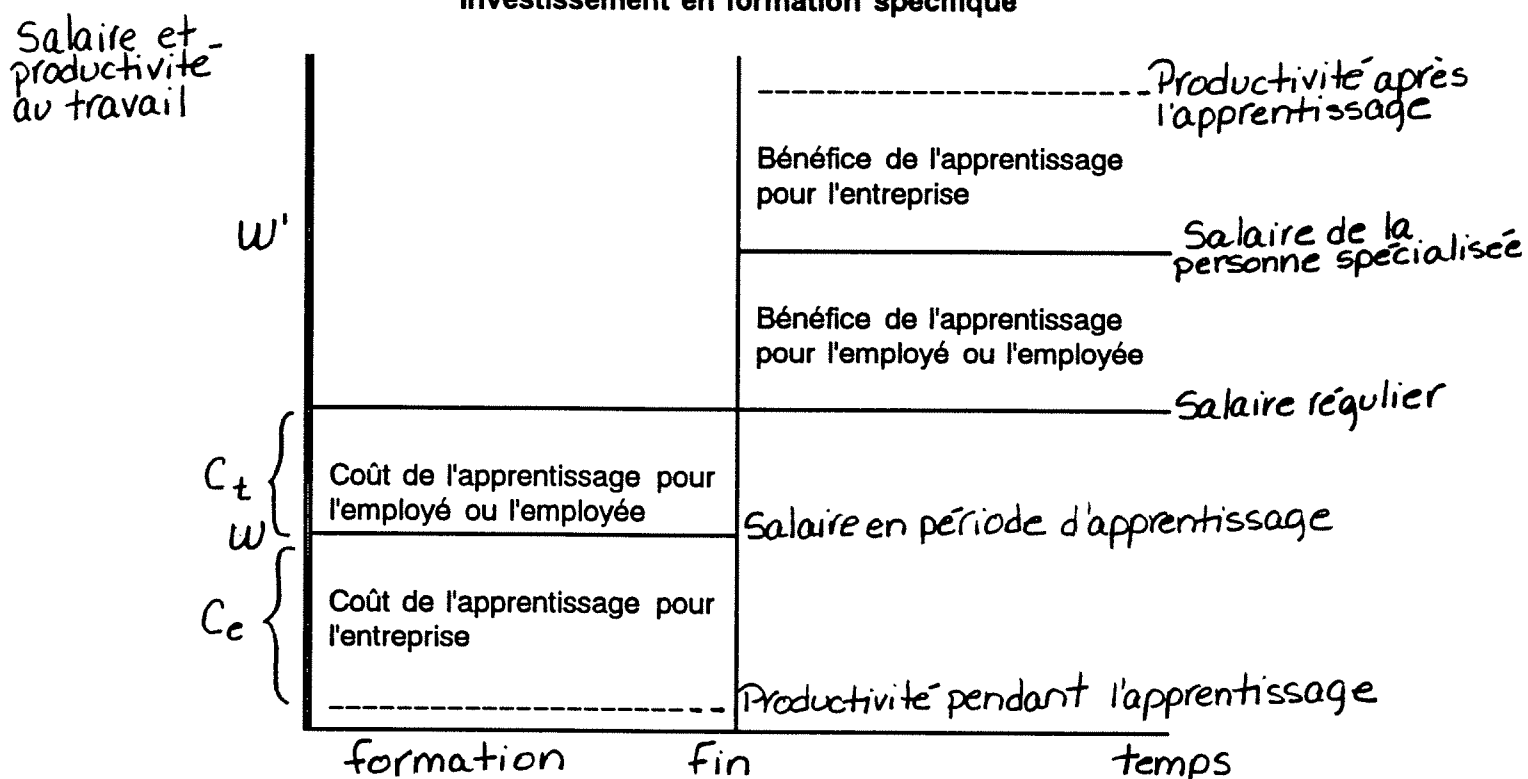 Investissement en formation spécifique
Salaire et
productivité
au travail
Productivité après
l'apprentissage
Bénéfice de l'apprentissage
pour l'entreprise
W'
Salaire de la
personne spécialisée
Bénéfice de l'apprentissage
pour l'employé ou l'employée
Salaire régulier
Ct
Coût de l'apprentissage pour
l'employé ou l'employée
W
Salaire en période d'apprentissage
Ce
Coût de l'apprentissage pour
l'entreprise
Productivité pendant l'apprentissage
formation
fin
temps